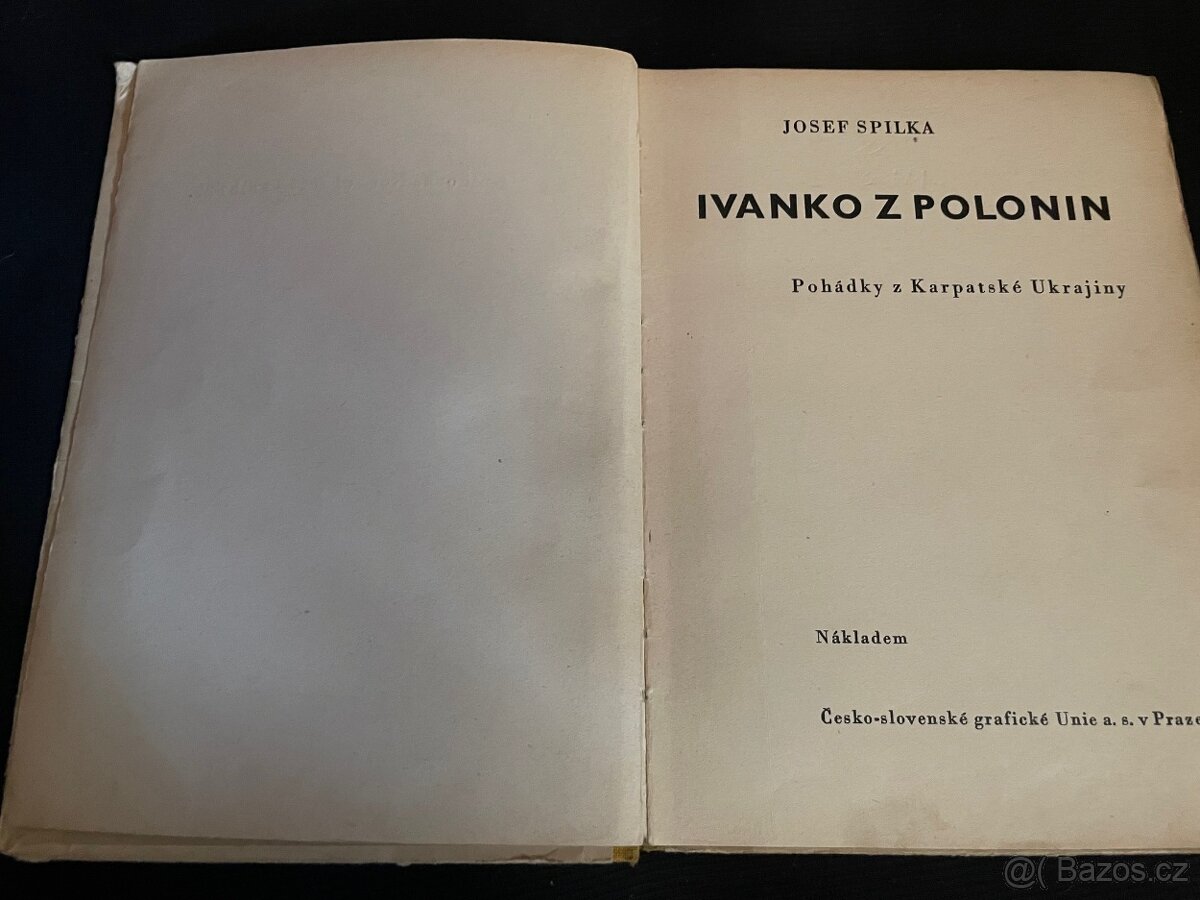 JOSEF SPILKA
IVANKO Z POLONIN
Pohádky z Karpatské Ukrajiny
Nákladem
Česko-slovenské grafické Unie a. s. v Praze
@( Bazos.cz